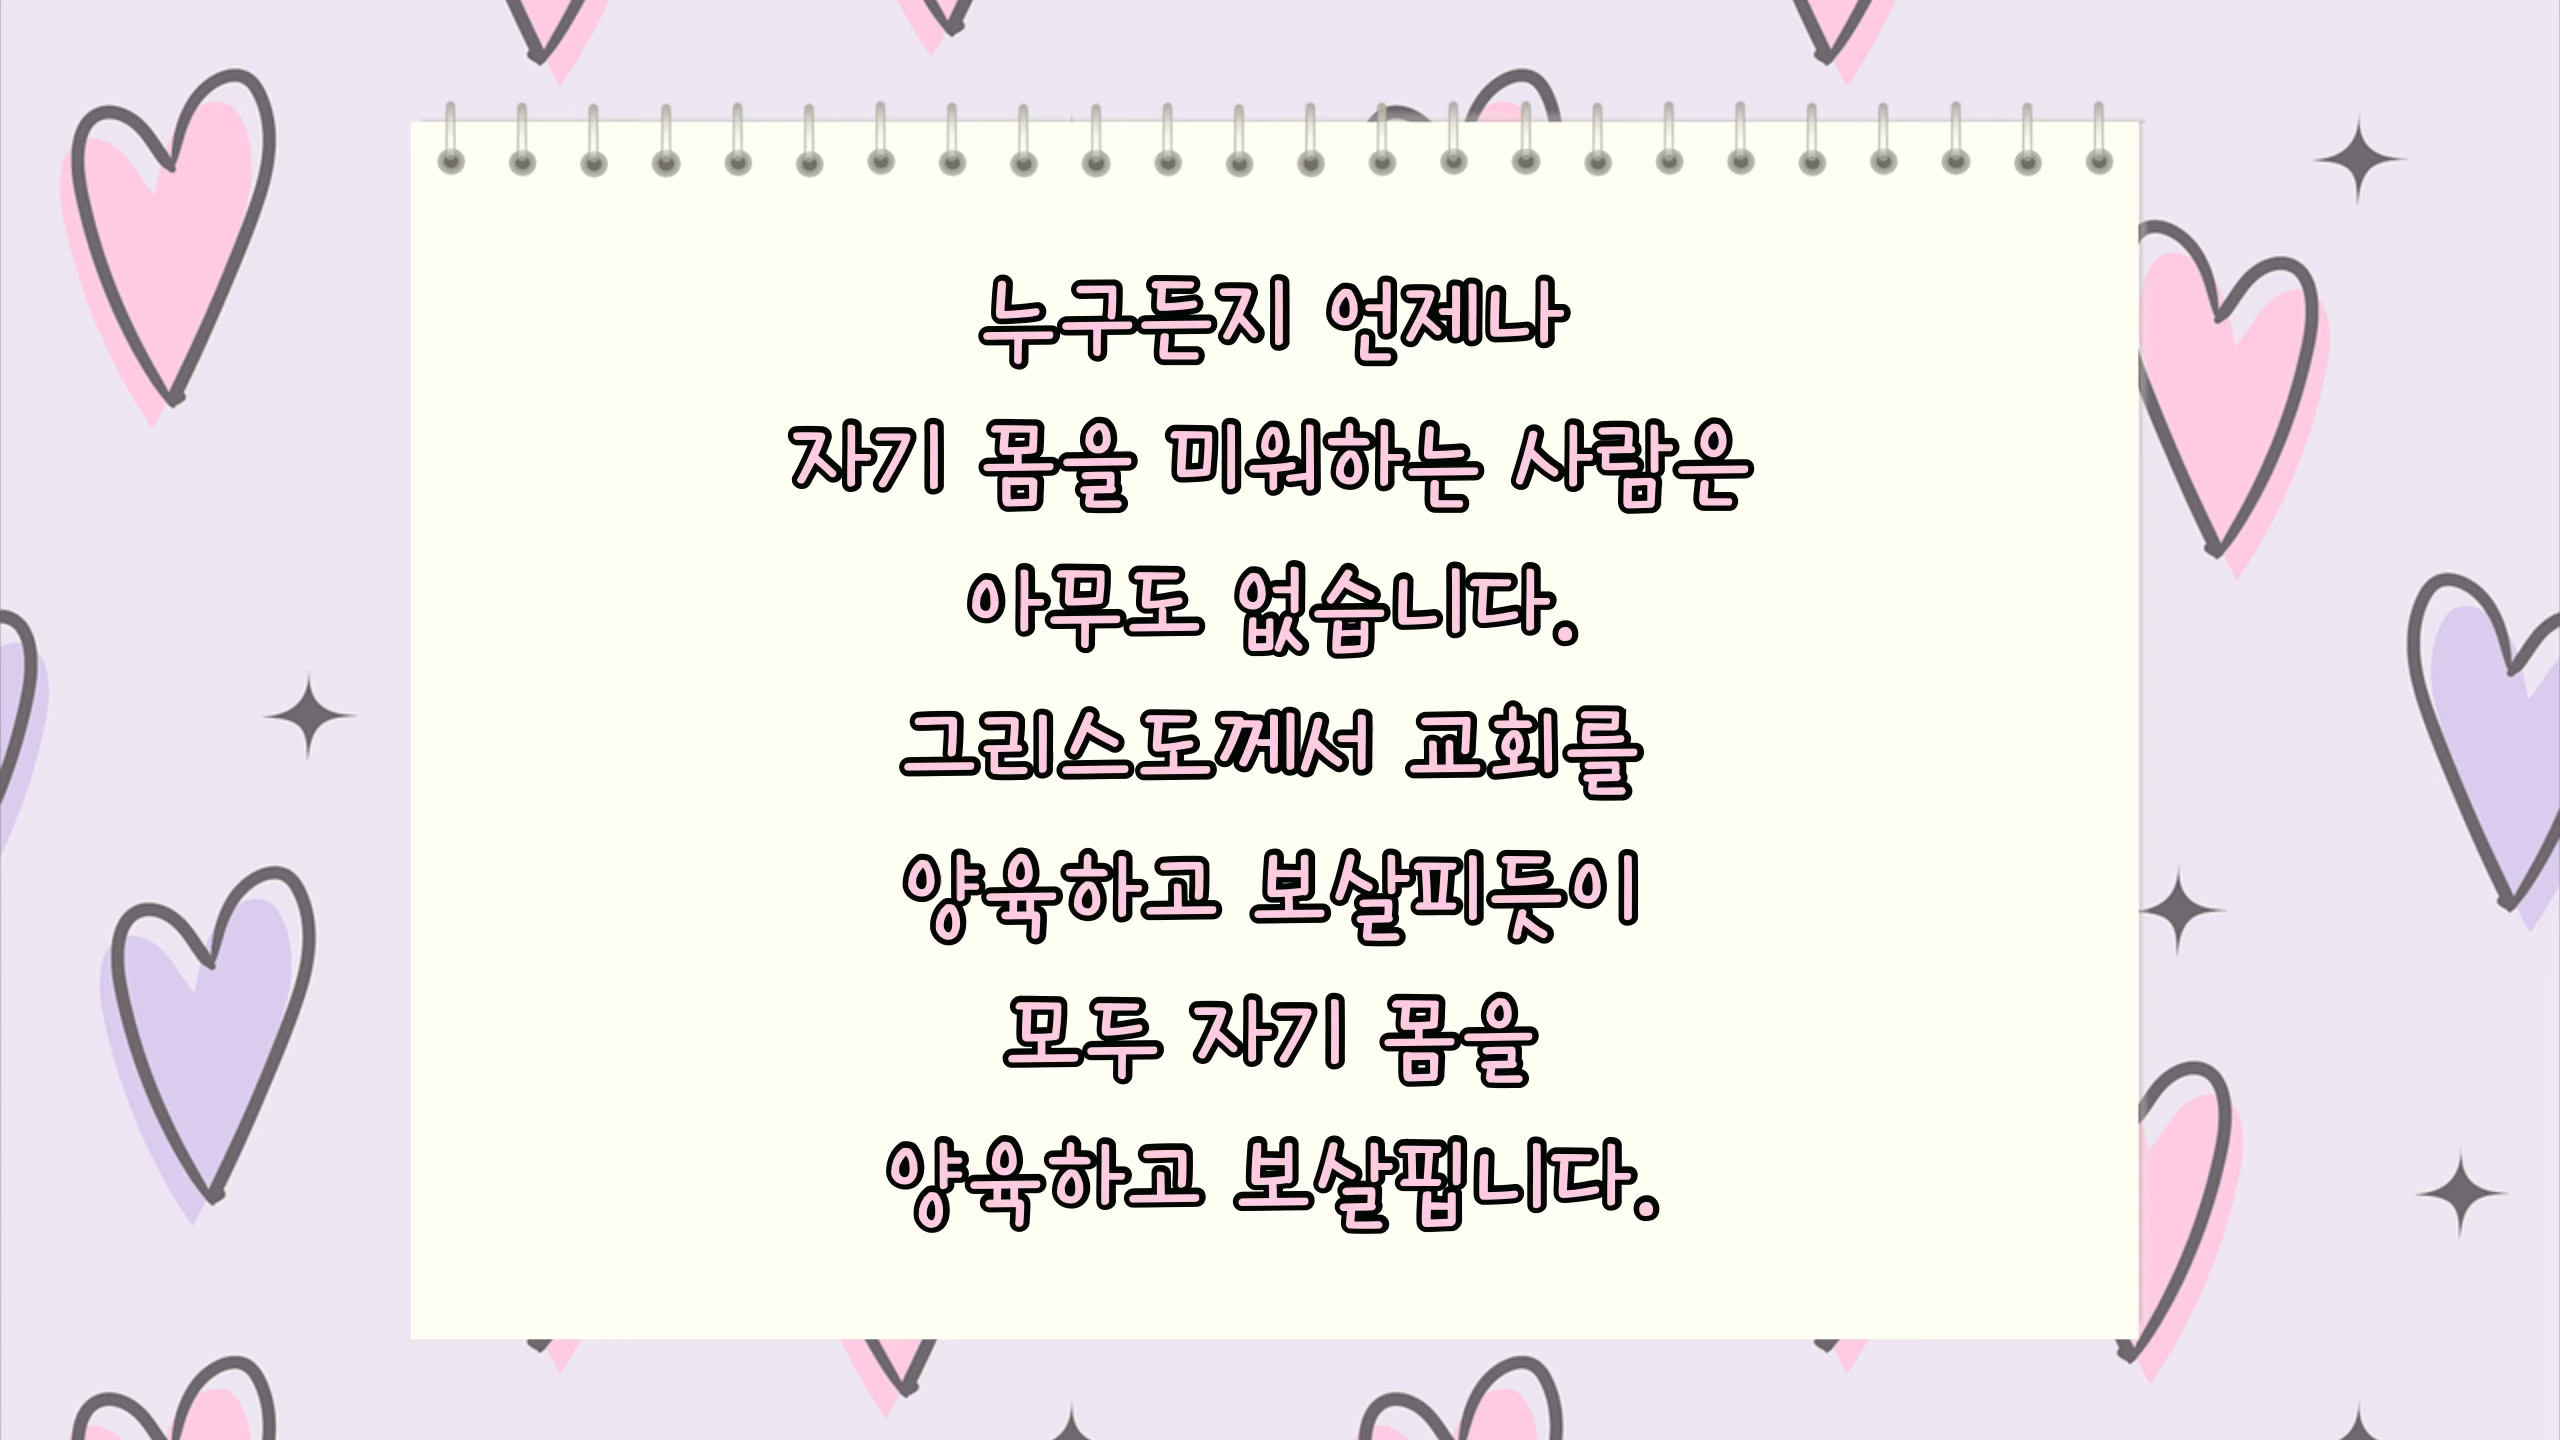 누구든지 언제나
자기 몸을 미워하는 사람은
아무도 없습니다.
그리스도께서 교회를
양육하고 보살피듯이
모두 자기 몸을
양육하고 보살핍니다.